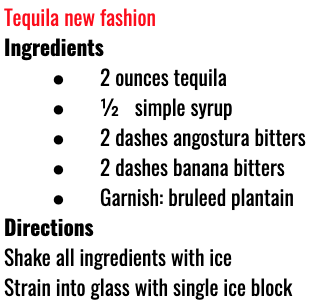 Tequila new fashion
Ingredients
● 2 ounces tequila
● ½ simple syrup
● 2 dashes angostura bitters
● 2 dashes banana bitters
● Garnish: bruleed plantain
Directions
Shake all ingredients with ice
Strain into glass with single ice block